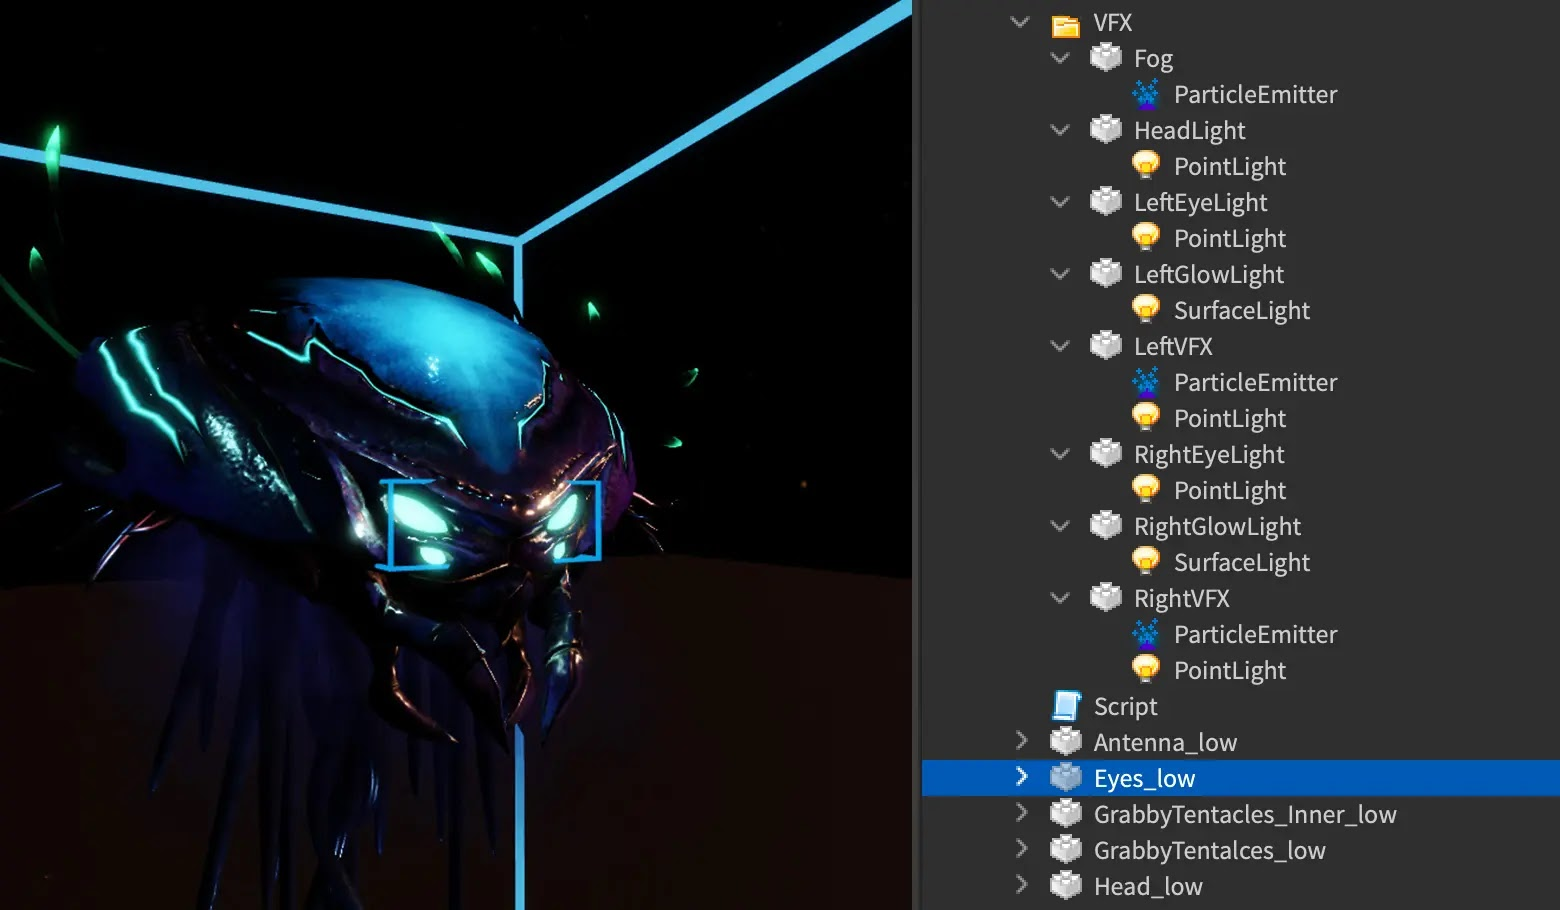 VFX
Fog
ParticleEmitter
HeadLight
PointLight
LeftEyeLight
PointLight
LeftGlowLight
SurfaceLight
LeftVFX
ParticleEmitter
PointLight
RightEyeLight
PointLight
RightGlowLight
SurfaceLight
RightVFX
ParticleEmitter
PointLight
Script
Antenna_low
Eyes_low
GrabbyTentacles_Inner_low
GrabbyTentalces_low
Head_low